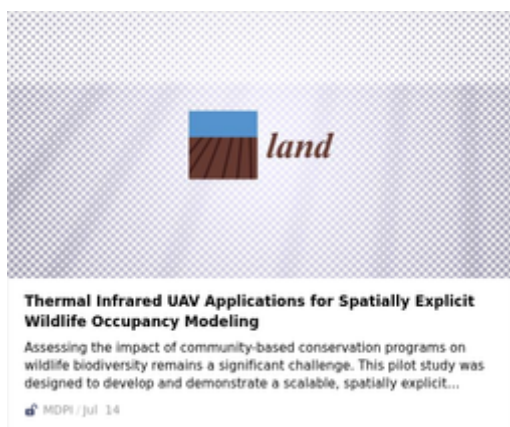 land
Thermal Infrared UAV Applications for Spatially Explicit
Wildlife Occupancy Modeling
Assessing the impact of community-based conservation programs on
wildlife biodiversity remains a significant challenge. This pilot study was
designed to develop and demonstrate a scalable, spatially explicit...
MDPI / Jul 14